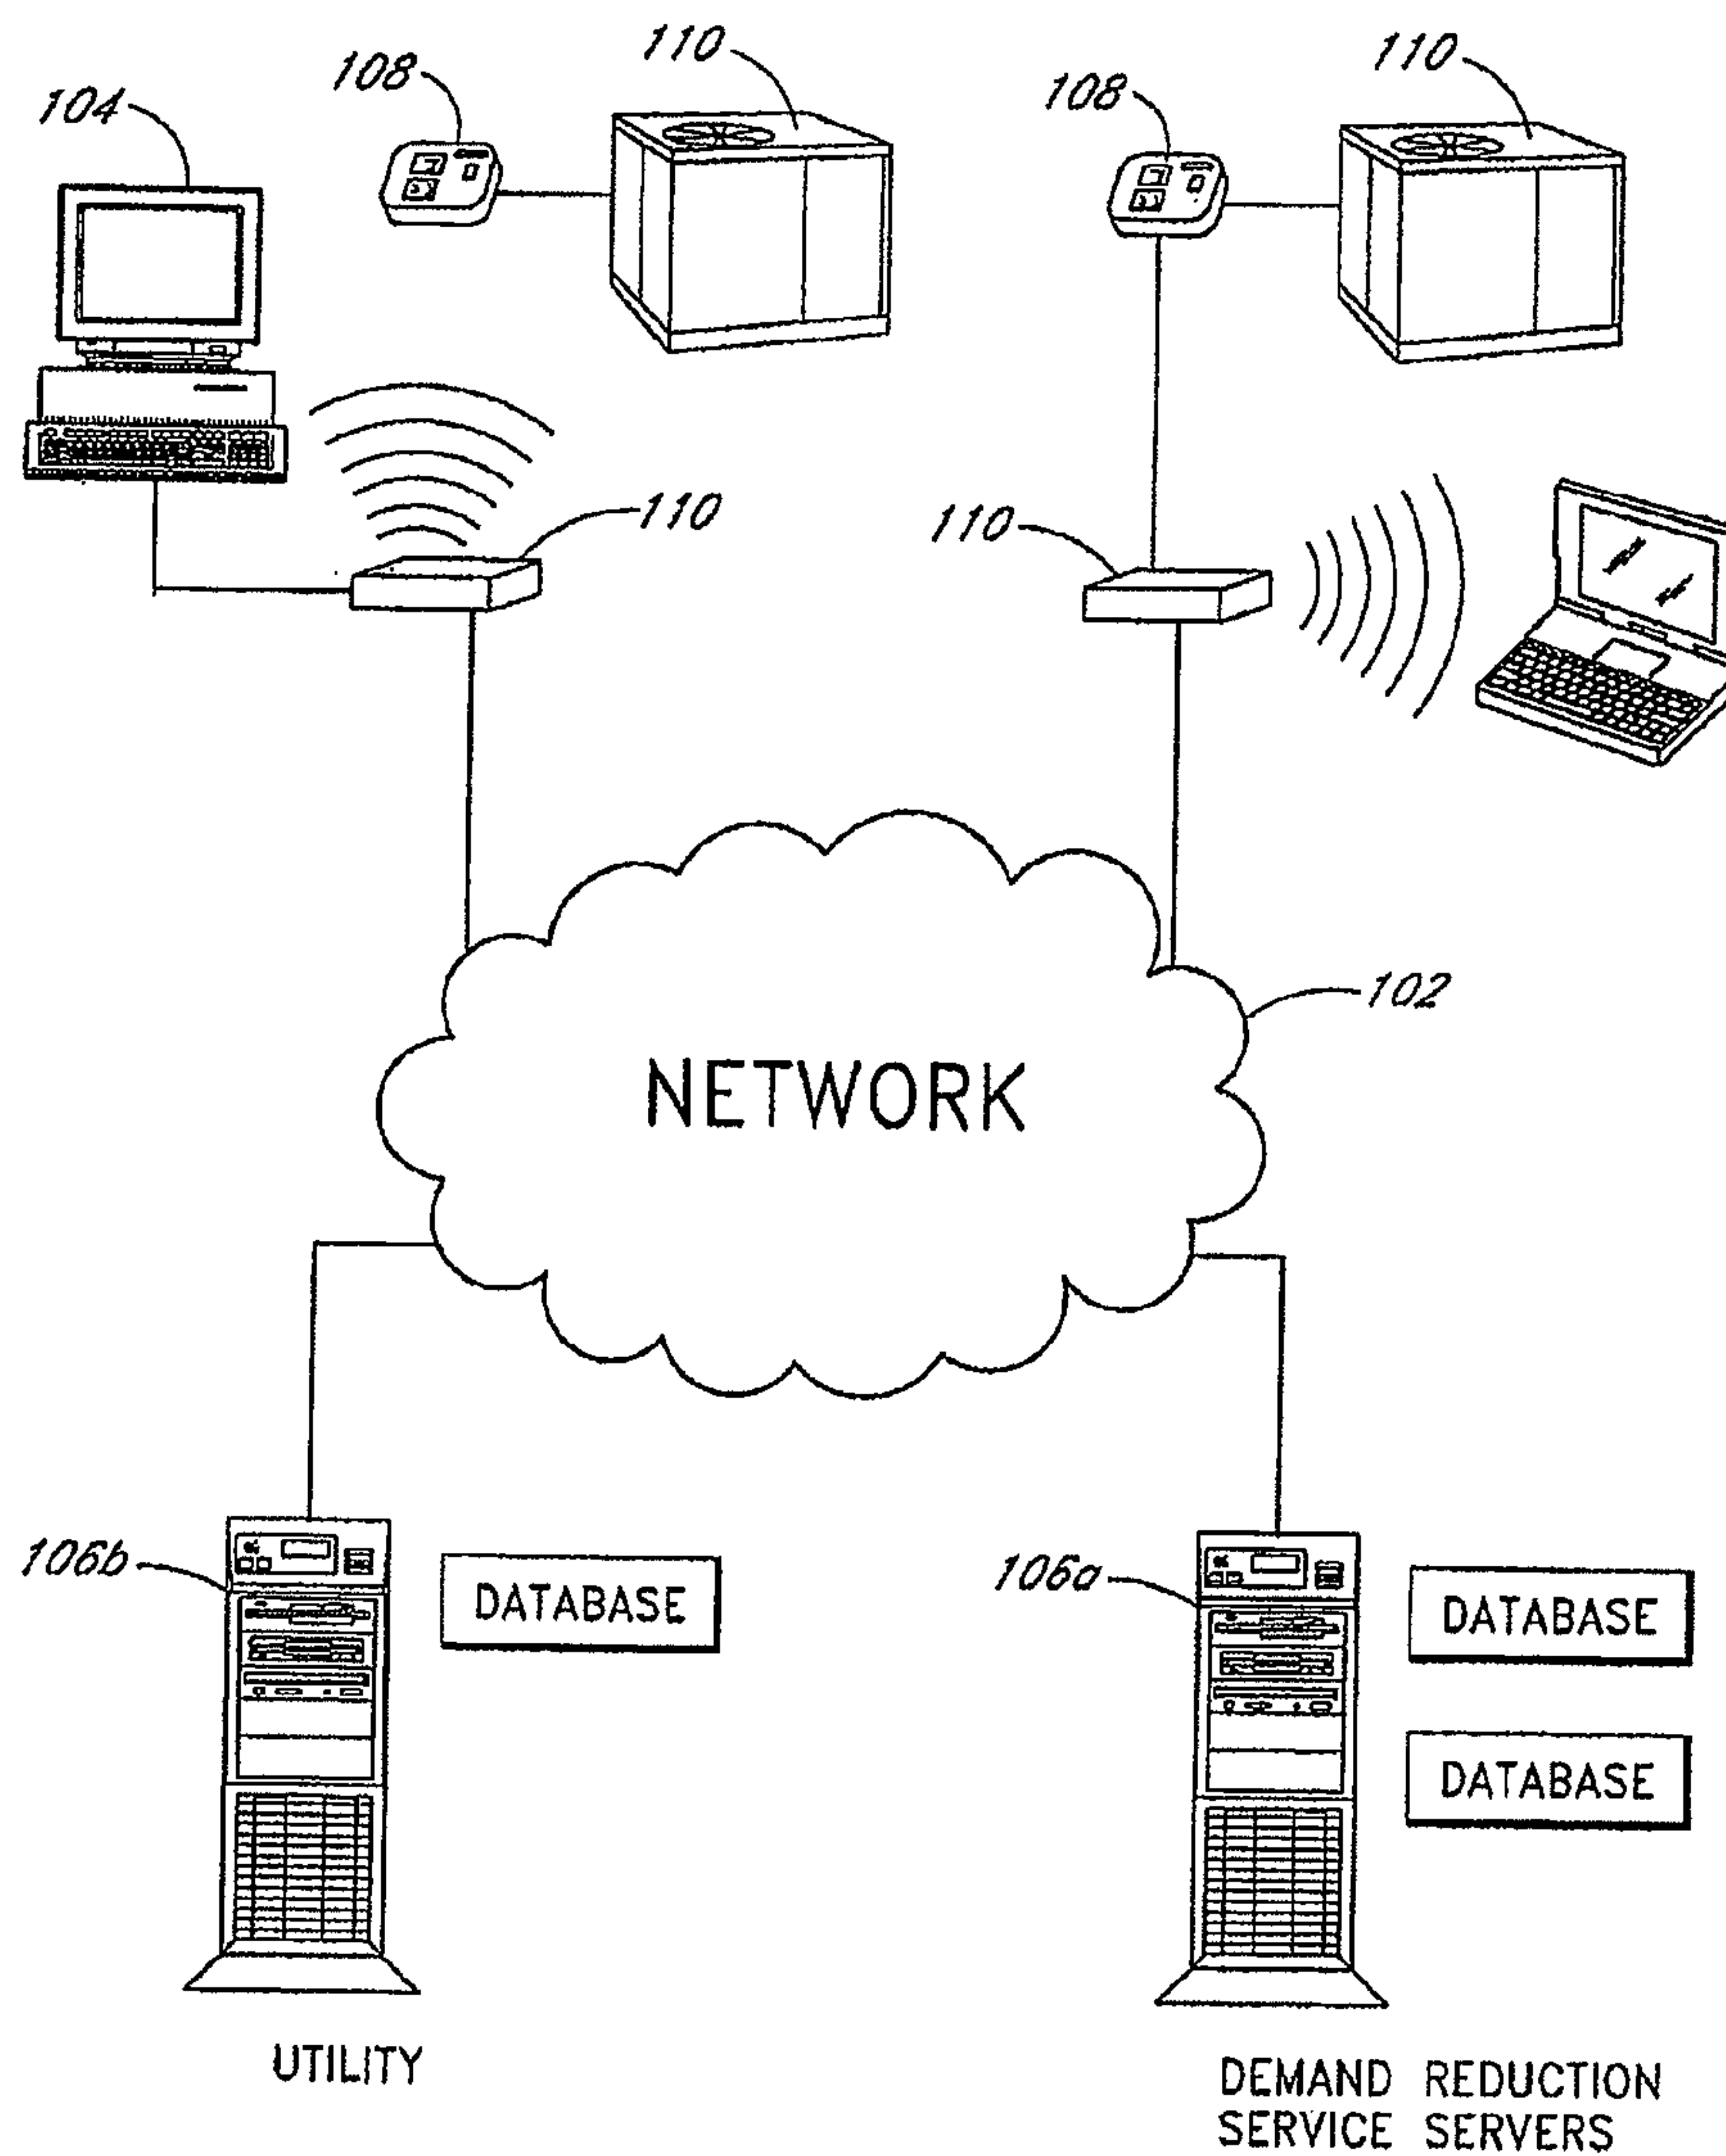 110
110
108
108
104
110
110
102
NETWORK
106b
DATABASE
106a
DATABASE
DATABASE
UTILITY
DEMAND REDUCTION
SERVICE SERVERS